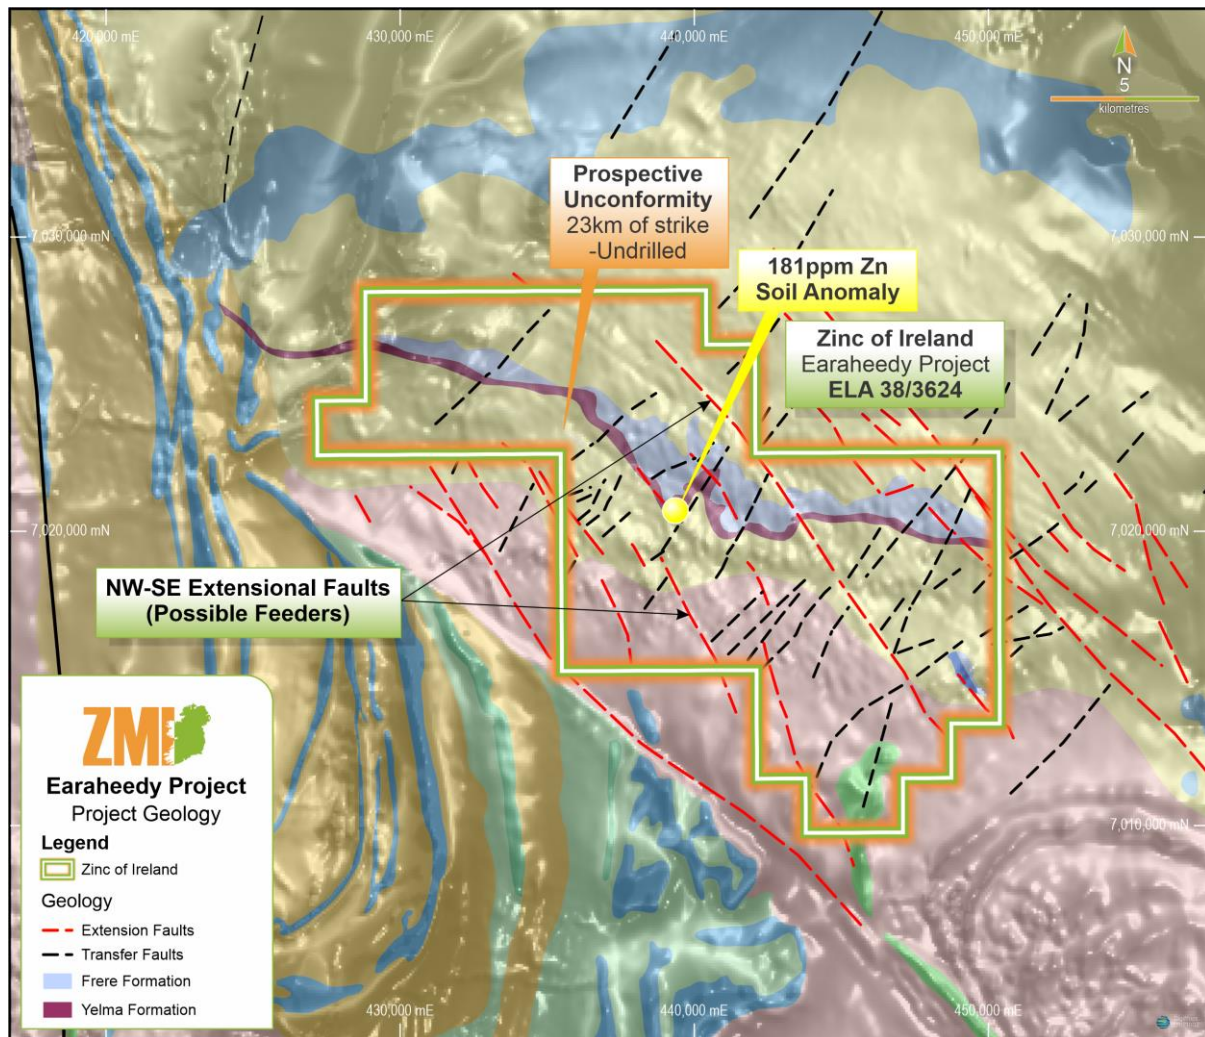 420,000 mE
430,000 mE
440,000 mE
450,000 mE
N
5
kilometres
Prospective
Unconformity
23km of strike
-Undrilled
7,030,000 mN
7,030,000 mN
181ppm Zn
Soil Anomaly
Zinc of Ireland
Earaheedy Project
ELA 38/3624
7,020,000 mN
7,020,000 mN
NW-SE Extensional Faults
(Possible Feeders)
ZMI
Earaheedy Project
Project Geology
Legend
Zinc of Ireland
Geology
Extension Faults
Transfer Faults
Frere Formation
Yelma Formation
7,010,000 mN
430,000 mE
440,000 mE
450,000 mE